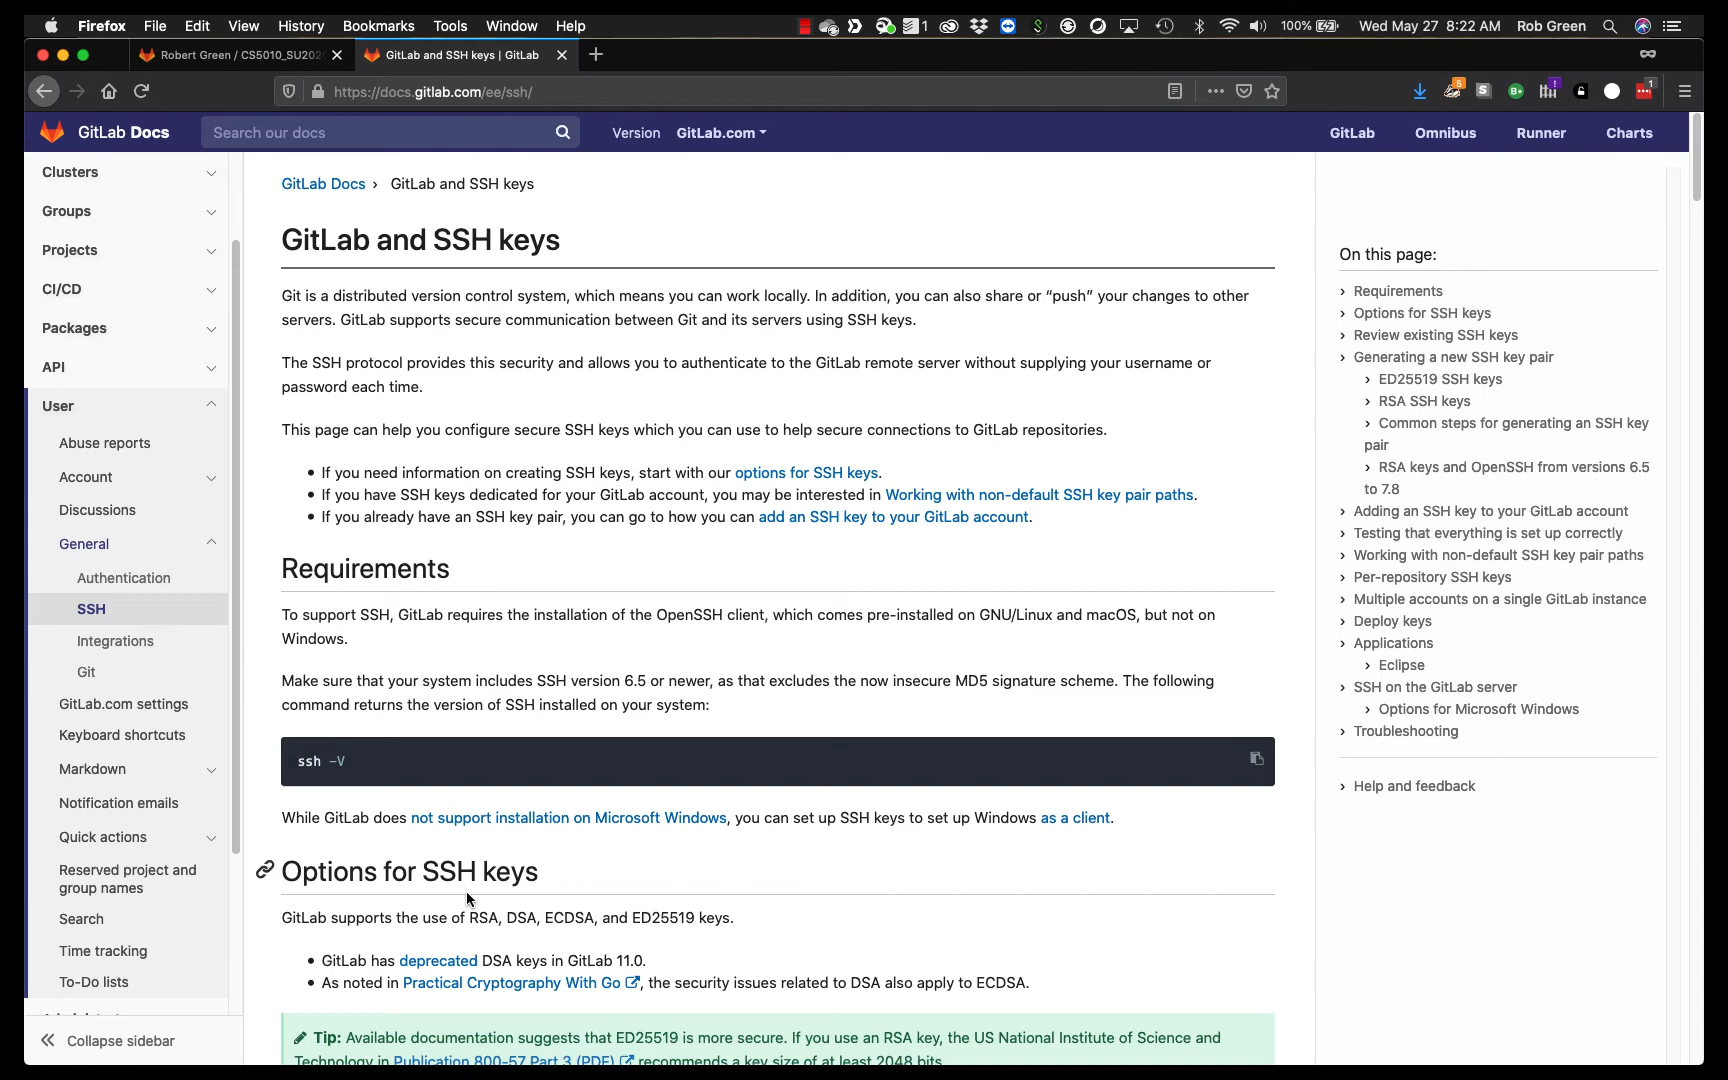 Firefox File Edit View History Bookmarks Tools Window Help 1 100% Wed May 27 8:22 AM Rob Green
Robert Green / CS5010_SU202 GitLab and SSH keys | GitLab
https://docs.gitlab.com/ee/ssh/
GitLab Docs Search our docs Version GitLab.com GitLab Omnibus Runner Charts
Clusters
Groups
Projects
CI/CD
Packages
API
User
Abuse reports
Account
Discussions
General
Authentication
SSH
Integrations
Git
GitLab.com settings
Keyboard shortcuts
Markdown
Notification emails
Quick actions
Reserved project and
group names
Search
Time tracking
To-Do lists
Collapse sidebar
GitLab Docs › GitLab and SSH keys
GitLab and SSH keys
Git is a distributed version control system, which means you can work locally. In addition, you can also share or “push” your changes to other
servers. GitLab supports secure communication between Git and its servers using SSH keys.
The SSH protocol provides this security and allows you to authenticate to the GitLab remote server without supplying your username or
password each time.
This page can help you configure secure SSH keys which you can use to help secure connections to GitLab repositories.
• If you need information on creating SSH keys, start with our options for SSH keys.
• If you have SSH keys dedicated for your GitLab account, you may be interested in Working with non-default SSH key pair paths.
• If you already have an SSH key pair, you can go to how you can add an SSH key to your GitLab account.
Requirements
To support SSH, GitLab requires the installation of the OpenSSH client, which comes pre-installed on GNU/Linux and macOS, but not on
Windows.
Make sure that your system includes SSH version 6.5 or newer, as that excludes the now insecure MD5 signature scheme. The following
command returns the version of SSH installed on your system:
ssh -V
While GitLab does not support installation on Microsoft Windows, you can set up SSH keys to set up Windows as a client.
Options for SSH keys
GitLab supports the use of RSA, DSA, ECDSA, and ED25519 keys.
• GitLab has deprecated DSA keys in GitLab 11.0.
• As noted in Practical Cryptography With Go, the security issues related to DSA also apply to ECDSA.
Tip: Available documentation suggests that ED25519 is more secure. If you use an RSA key, the US National Institute of Science and
Technology in Publication 800-57 Part 3 (PDF) recommends a key size of at least 2048 bits.
On this page:
› Requirements
› Options for SSH keys
› Review existing SSH keys
› Generating a new SSH key pair
› ED25519 SSH keys
› RSA SSH keys
› Common steps for generating an SSH key
pair
› RSA keys and OpenSSH from versions 6.5
to 7.8
› Adding an SSH key to your GitLab account
› Testing that everything is set up correctly
› Working with non-default SSH key pair paths
› Per-repository SSH keys
› Multiple accounts on a single GitLab instance
› Deploy keys
› Applications
› Eclipse
› SSH on the GitLab server
› Options for Microsoft Windows
› Troubleshooting
› Help and feedback